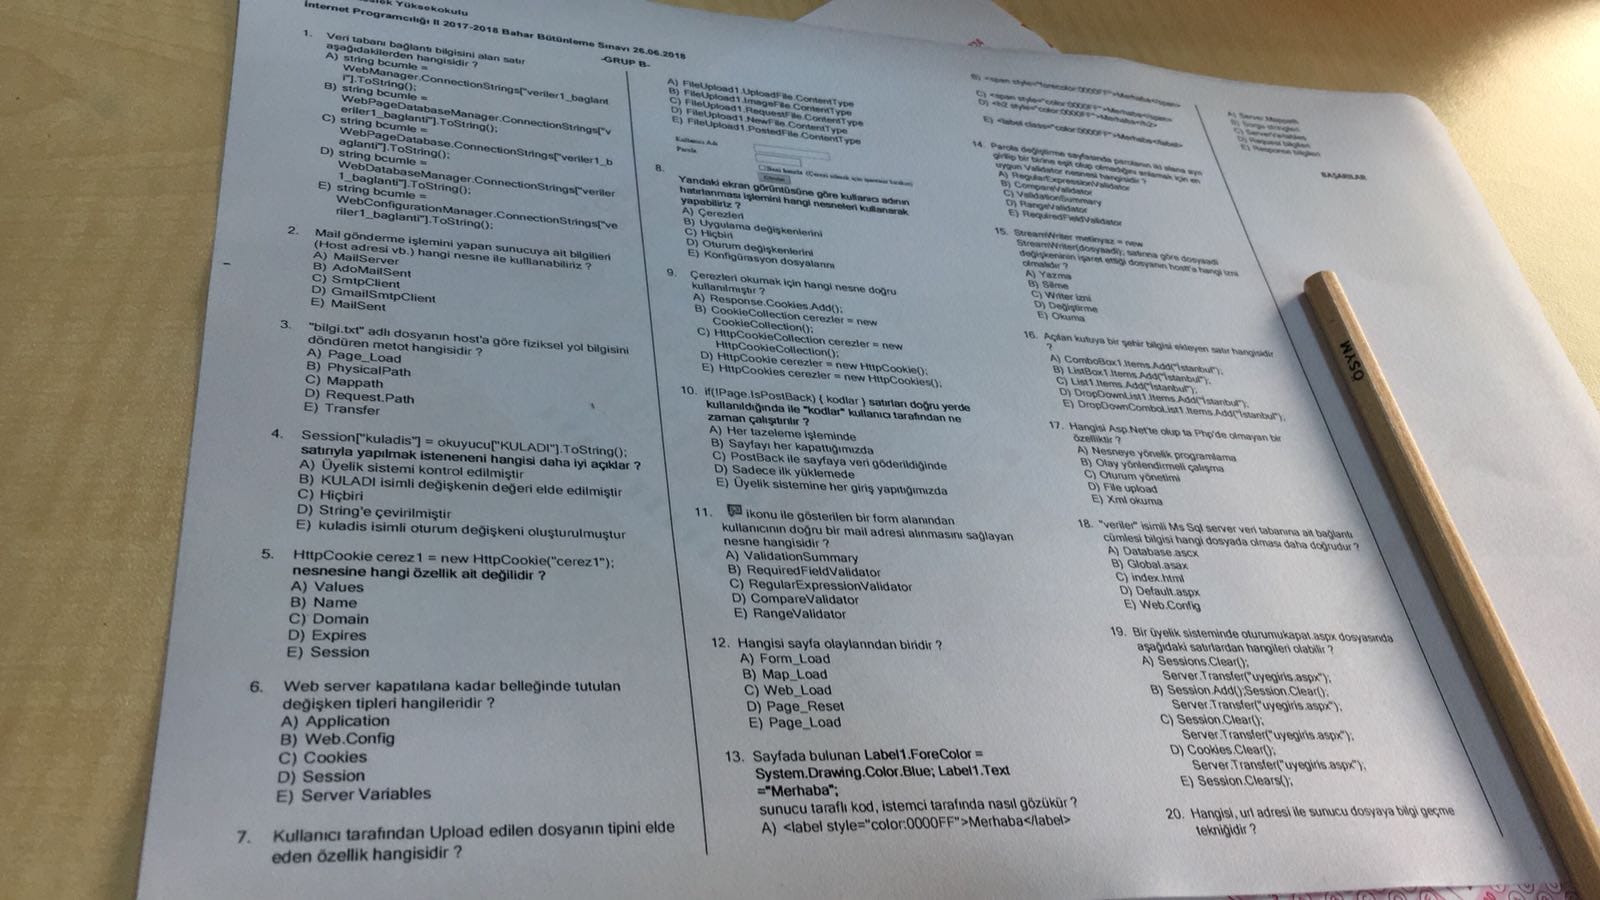 Yüksekokulu
İnternet Programcılığı II 2017-2018 Bahar Bütünleme Sınavı 26.06.2018
-GRUP B-
1. Veri tabanı bağlantı bilgisini alan satır
aşağıdakilerden hangisidir ?
A) string bcumle =
WebManager.ConnectionStrings["veriler1_baglant
i"].ToString();
B) string bcumle =
WebPageDatabaseManager.ConnectionStrings["v
eriler1_baglanti"].ToString();
C) string bcumle =
WebPageDatabase.ConnectionStrings["veriler1_b
aglanti"].ToString();
D) string bcumle =
WebDatabaseManager.ConnectionStrings["veriler
1_baglanti"].ToString();
E) string bcumle =
WebConfigurationManager.ConnectionStrings["ve
riler1_baglanti"].ToString();
2. Mail gönderme işlemini yapan sunucuya ait bilgileri
(Host adresi vb.) hangi nesne ile kulllanabiliriz ?
A) MailServer
B) AdoMailSent
C) SmtpClient
D) GmailSmtpClient
E) MailSent
3. "bilgi.txt" adlı dosyanın host'a göre fiziksel yol bilgisini
döndüren metot hangisidir ?
A) Page_Load
B) PhysicalPath
C) Mappath
D) Request.Path
E) Transfer
4. Session["kuladis"] = okuyucu["KULADI"].ToString();
satırıyla yapılmak isteneneni hangisi daha iyi açıklar ?
A) Üyelik sistemi kontrol edilmiştir
B) KULADI isimli değişkenin değeri elde edilmiştir
C) Hiçbiri
D) String'e çevirilmiştir
E) kuladis isimli oturum değişkeni oluşturulmuştur
5. HttpCookie cerez1 = new HttpCookie("cerez1");
nesnesine hangi özellik ait değilidir ?
A) Values
B) Name
C) Domain
D) Expires
E) Session
6. Web server kapatılana kadar belleğinde tutulan
değişken tipleri hangileridir ?
A) Application
B) Web.Config
C) Cookies
D) Session
E) Server Variables
7. Kullanıcı tarafından Upload edilen dosyanın tipini elde
eden özellik hangisidir ?
A) FileUpload1.UploadFile.ContentType
B) FileUpload1.ImageFile.ContentType
C) FileUpload1.RequestFile.ContentType
D) FileUpload1.NewFile.ContentType
E) FileUpload1.PostedFile.ContentType
Kullanıcı Adı
Parola
8.
Yandaki ekran görüntüsüne göre kullanıcı adının
hatırlanması işlemini hangi nesneleri kullanarak
yapabiliriz ?
A) Çerezleri
B) Uygulama değişkenlerini
C) Hiçbiri
D) Oturum değişkenlerini
E) Konfigürasyon dosyalarını
9. Çerezleri okumak için hangi nesne doğru
kullanılmıştır ?
A) Response.Cookies.Add();
B) CookieCollection cerezler = new
CookieCollection();
C) HttpCookieCollection cerezler = new
HttpCookieCollection();
D) HttpCookie cerezler = new HttpCookie();
E) HttpCookies cerezler = new HttpCookies();
10. if(!Page.IsPostBack) { kodlar } satırları doğru yerde
kullanıldığında ile "kodlar" kullanıcı tarafından ne
zaman çalıştırılır ?
A) Her tazeleme işleminde
B) Sayfayı her kapattığımızda
C) PostBack ile sayfaya veri göderildiğinde
D) Sadece ilk yüklemede
E) Üyelik sistemine her giriş yapıtığımızda
11. ikonu ile gösterilen bir form alanından
kullanıcının doğru bir mail adresi alınmasını sağlayan
nesne hangisidir ?
A) ValidationSummary
B) RequiredFieldValidator
C) RegularExpressionValidator
D) CompareValidator
E) RangeValidator
12. Hangisi sayfa olaylarından biridir ?
A) Form_Load
B) Map_Load
C) Web_Load
D) Page_Reset
E) Page_Load
13. Sayfada bulunan Label1.ForeColor =
System.Drawing.Color.Blue; Label1.Text
="Merhaba";
sunucu taraflı kod, istemci tarafında nasıl gözükür ?
A) <label style="color:0000FF">Merhaba</label>
B) <span style="forecolor:0000FF">Merhaba</span>
C) <span style="color:0000FF">Merhaba</span>
D) <h2 style="color:0000FF">Merhaba</h2>
E) <label class="color:0000FF">Merhaba</label>
14. Parola değiştirme sayfasında parolanın iki alana ayrı
girilip bir birine eşit olup olmadığını anlamak için en
uygun Validator nesnesi hangisidir ?
A) RegularExpressionValidator
B) CompareValidator
C) ValidationSummary
D) RangeValidator
E) RequiredFieldValidator
15. StreamWriter metinyaz = new
StreamWriter(dosyaadi); satırına göre dosyaadi
değişkeninin işaret ettiği dosyanın host'a hangi izni
olmalıdır ?
A) Yazma
B) Silme
C) Writer izni
D) Değiştirme
E) Okuma
16. Açılan kutuya bir şehir bilgisi ekleyen satır hangisidir
?
A) ComboBox1.Items.Add("İstanbul");
B) ListBox1.Items.Add("İstanbul");
C) List1.Items.Add("İstanbul");
D) DropDownList1.Items.Add("İstanbul");
E) DropDownComboList1.Items.Add("İstanbul");
17. Hangisi Asp.Net'te olup ta Php'de olmayan bir
özelliktir ?
A) Nesneye yönelik programlama
B) Olay yönlendirmeli çalışma
C) Oturum yönetimi
D) File upload
E) Xml okuma
18. "veriler" isimli Ms Sql server veri tabanına ait bağlantı
cümlesi bilgisi hangi dosyada olması daha doğrudur ?
A) Database.ascx
B) Global.asax
C) index.html
D) Default.aspx
E) Web.Config
19. Bir üyelik sisteminde oturumukapat.aspx dosyasında
aşağıdaki satırlardan hangileri olabilir ?
A) Sessions.Clear();
Server.Transfer("uyegiris.aspx");
B) Session.Add();Session.Clear();
Server.Transfer("uyegiris.aspx");
C) Session.Clear();
Server.Transfer("uyegiris.aspx");
D) Cookies.Clear();
Server.Transfer("uyegiris.aspx");
E) Session.Clears();
20. Hangisi, url adresi ile sunucu dosyaya bilgi geçme
tekniğidir ?
A) Server.Mappath
C) ServerVariables
D) Request bilgileri
E) Response bilgileri
BAŞARILAR
ÖSYM